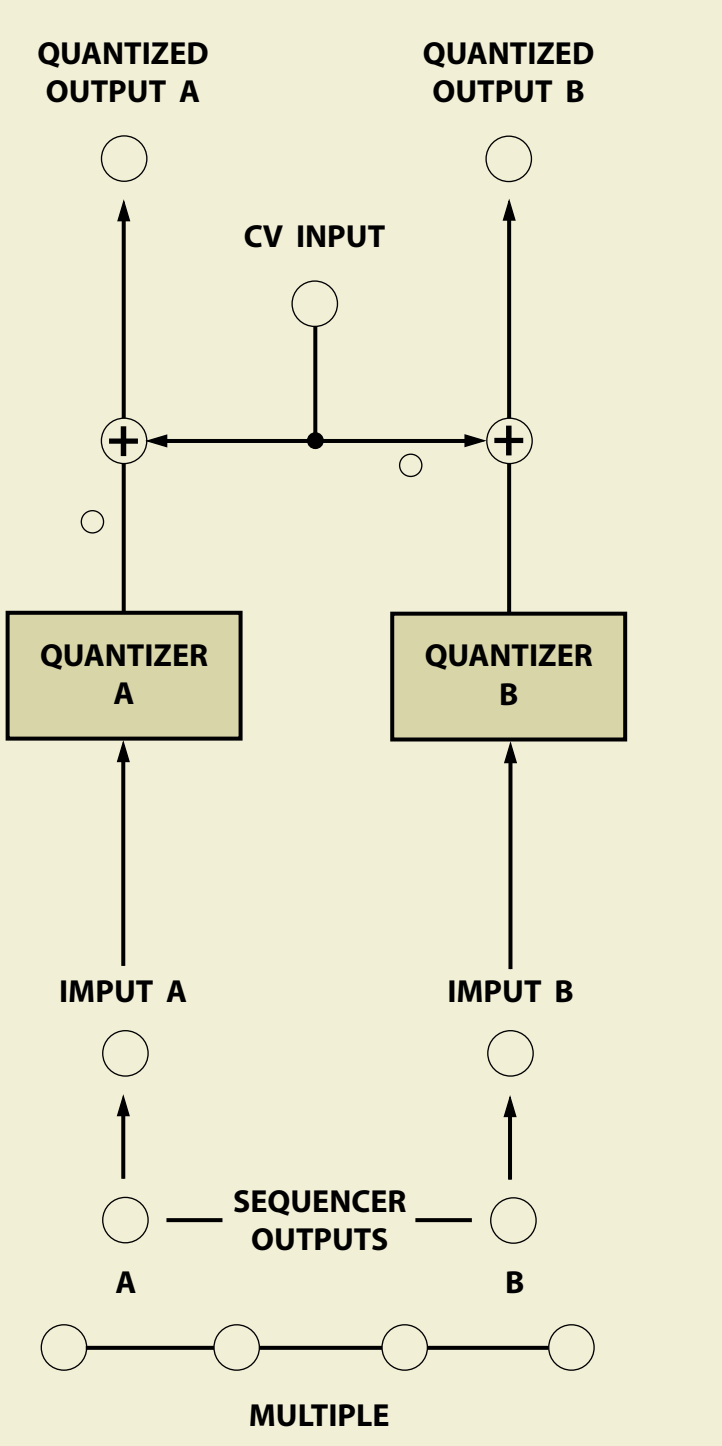 QUANTIZED
OUTPUT A
QUANTIZED
OUTPUT B
CV INPUT
+
+
QUANTIZER
A
QUANTIZER
B
IMPUT A
IMPUT B
SEQUENCER
OUTPUTS
A
B
MULTIPLE